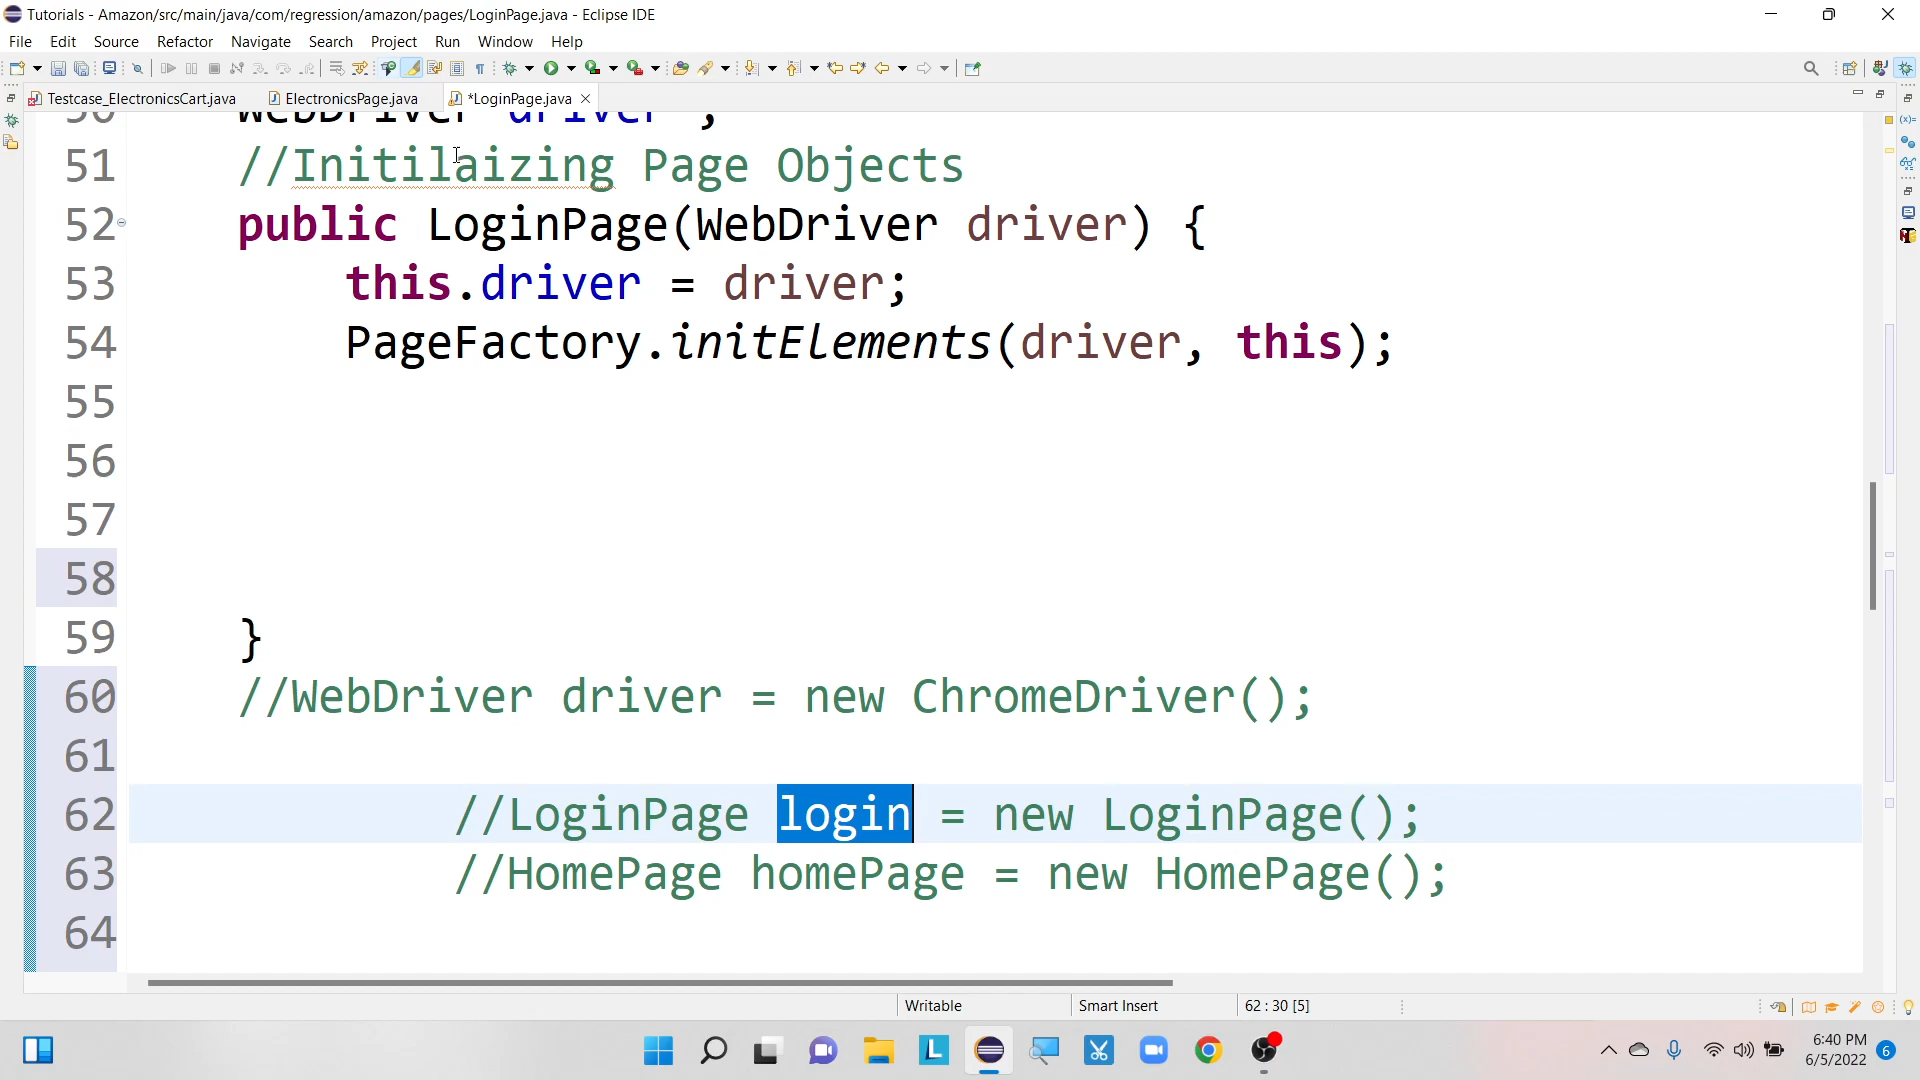 Tutorials - Amazon/src/main/java/com/regression/amazon/pages/LoginPage.java - Eclipse IDE
File Edit Source Refactor Navigate Search Project Run Window Help
Testcase_ElectronicsCart.java ElectronicsPage.java *LoginPage.java
50 WebDriver driver ;
51 //Initilaizing Page Objects
52 public LoginPage(WebDriver driver) {
53 this.driver = driver;
54 PageFactory.initElements(driver, this);
55
56
57
58
59 }
60 //WebDriver driver = new ChromeDriver();
61
62 //LoginPage login = new LoginPage();
63 //HomePage homePage = new HomePage();
64
Writable Smart Insert 62 : 30 [5]
6:40 PM
6/5/2022 6